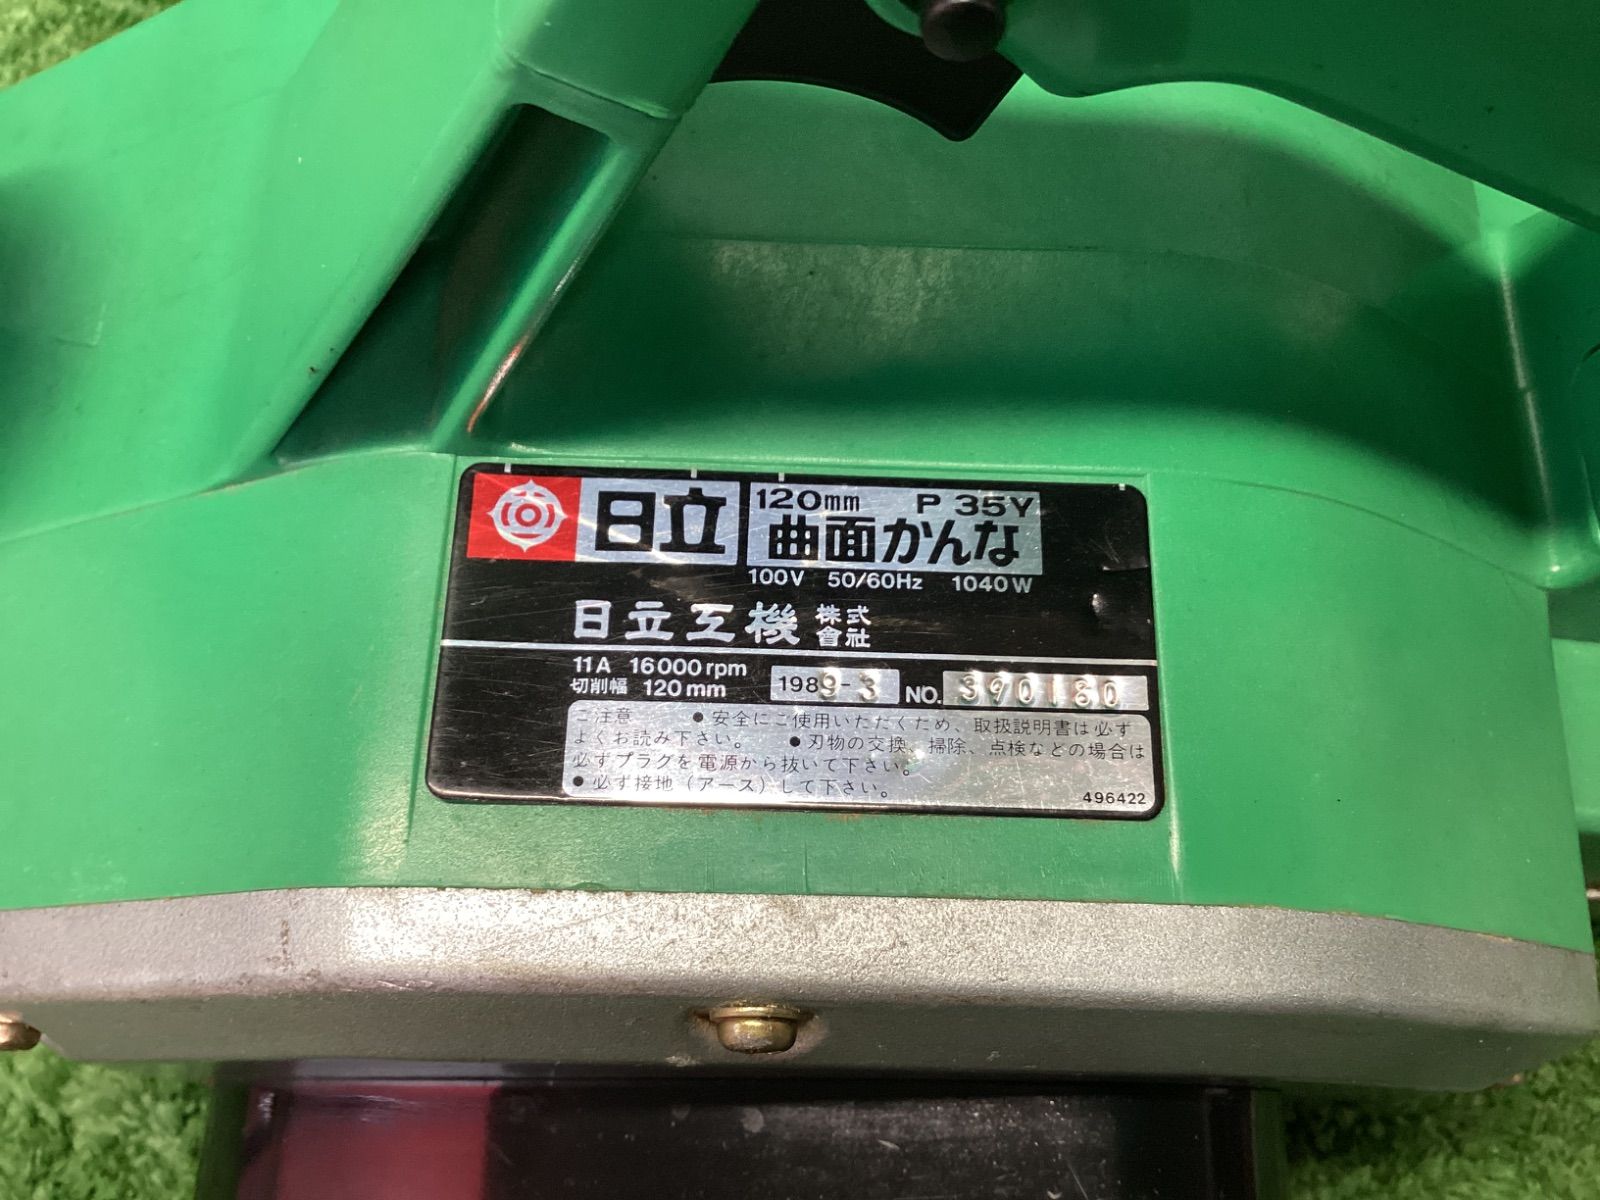 日立
120mm P 35Y
曲面かんな
100V 50/60Hz 1040W
日立工機 株式會社
11A 16000rpm
切削幅 120mm
1989-3 NO. 390180
ご注意 ●安全にご使用いただくため、取扱説明書は必ず
よくお読み下さい。 ●刃物の交換、掃除、点検などの場合は
必ずプラグを電源から抜いて下さい。
●必ず接地(アース)して下さい。
496422